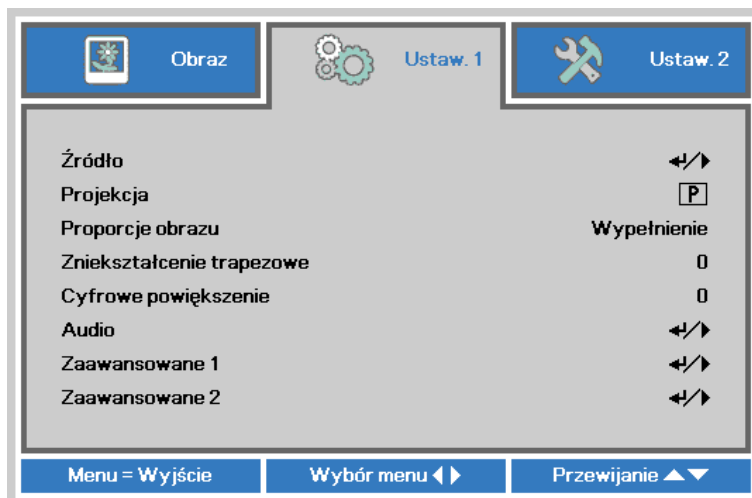 Obraz
Ustaw. 1
Ustaw. 2
Źródło
Projekcja P
Proporcje obrazu Wypełnienie
Zniekształcenie trapezowe 0
Cyfrowe powiększenie 0
Audio
Zaawansowane 1
Zaawansowane 2
Menu = Wyjście
Wybór menu
Przewijanie